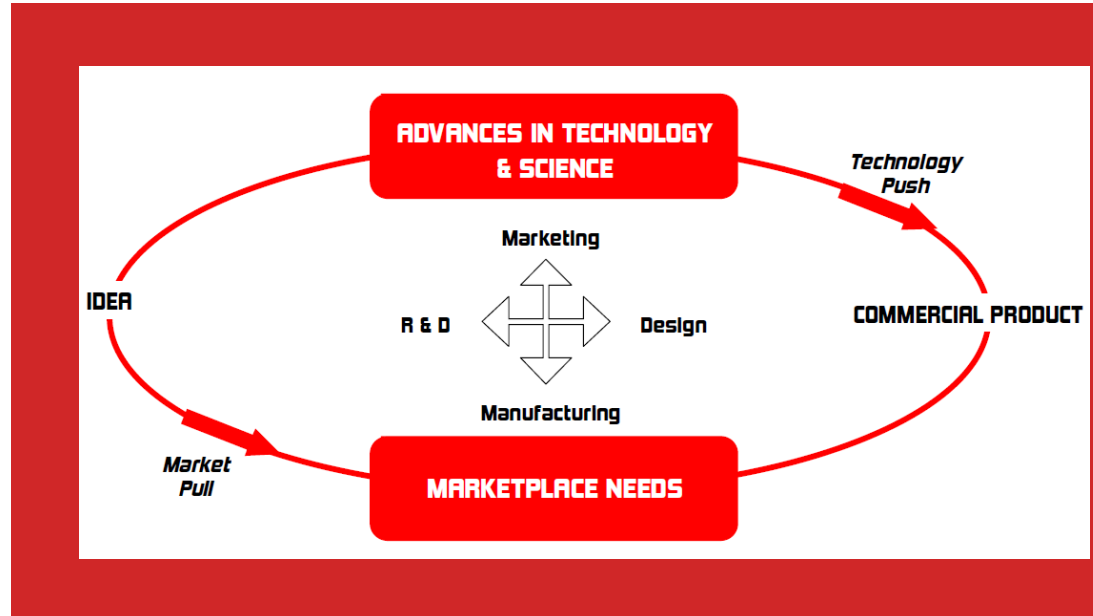 ADVANCES IN TECHNOLOGY
& SCIENCE
Technology
Push
Marketing
IDEA
R & D
Design
COMMERCIAL PRODUCT
Manufacturing
Market
Pull
MARKETPLACE NEEDS